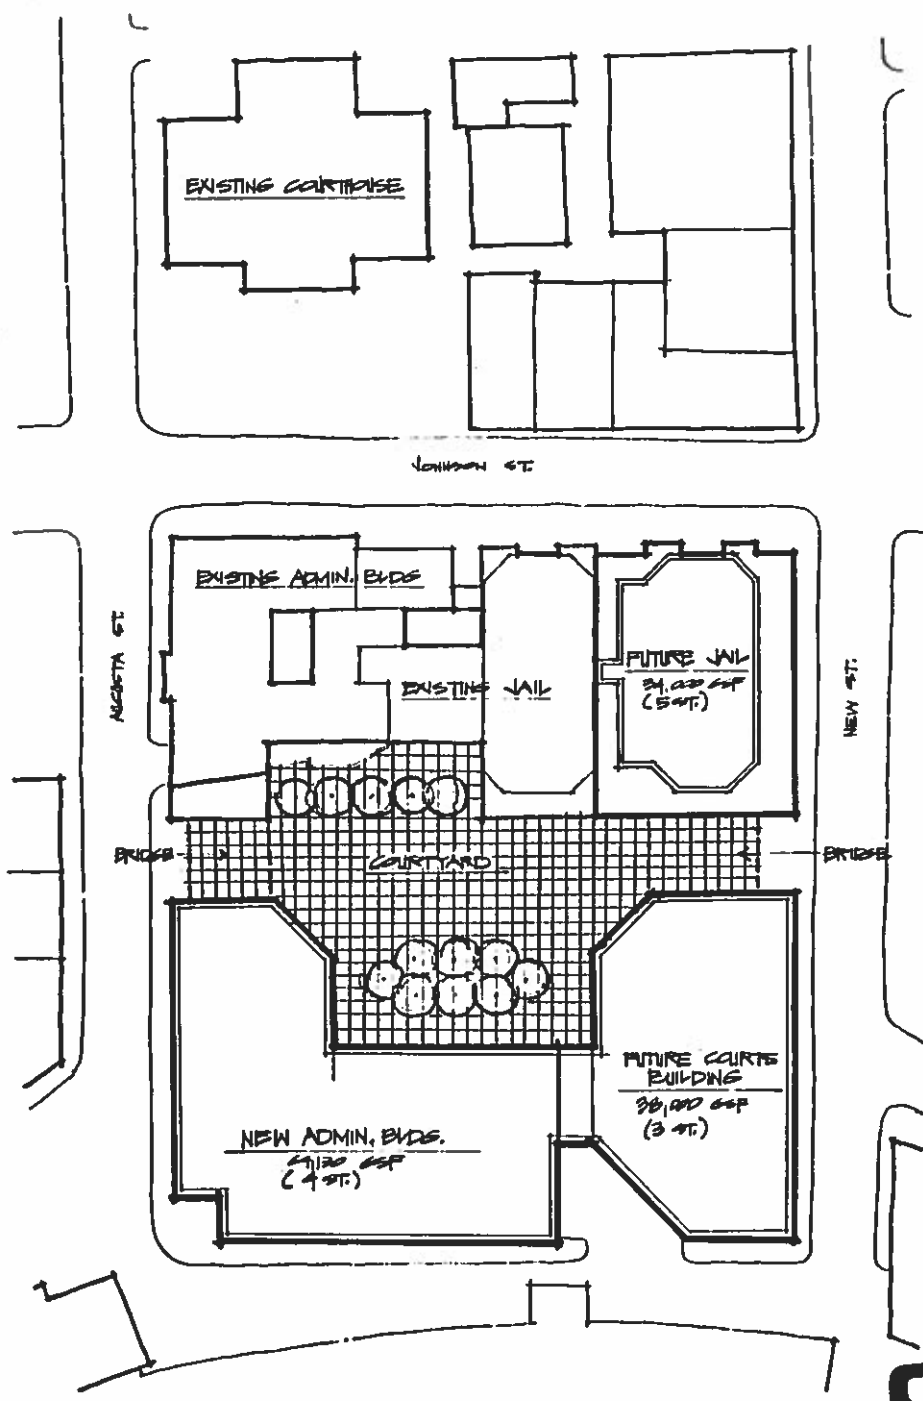 EXISTING COURTHOUSE
JOHNSON ST.
EXISTING ADMIN. BLDG
AUGUSTA ST.
EXISTING JAIL
FUTURE JAIL
34,000 GSF
(5 ST.)
NEW ST.
BRIDGE
COURTYARD
BRIDGE
FUTURE COURTS
BUILDING
38,000 GSF
(3 ST.)
NEW ADMIN. BLDG.
GSF
(4 ST.)